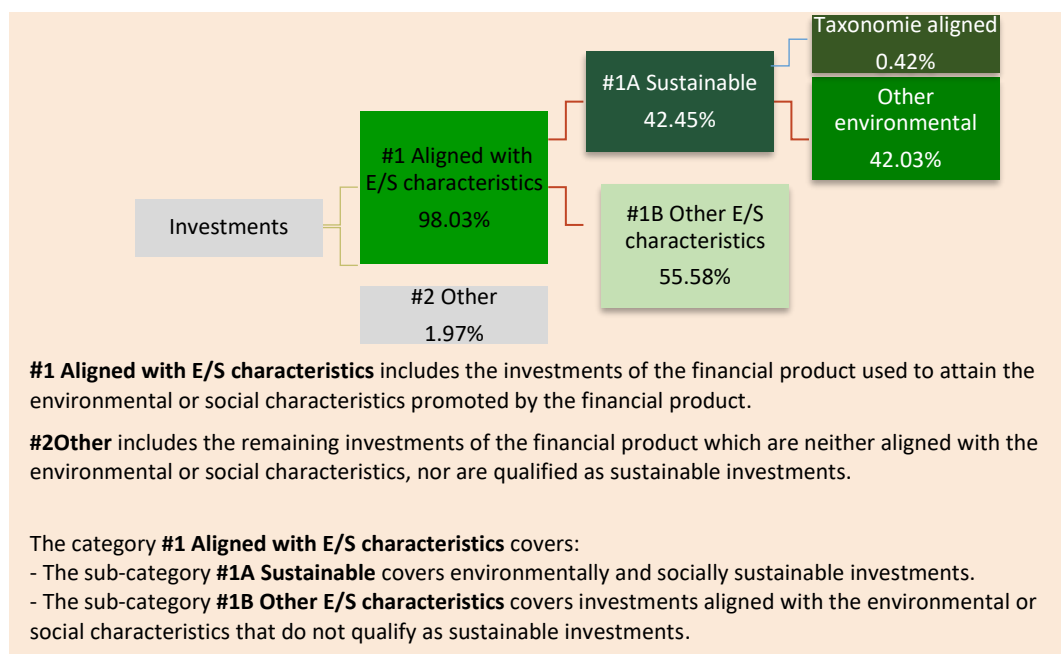 Taxonomie aligned
0.42%
#1A Sustainable
42.45%
Other
environmental
42.03%
#1 Aligned with
E/S characteristics
98.03%
#1B Other E/S
characteristics
55.58%
Investments
#2 Other
1.97%
#1 Aligned with E/S characteristics includes the investments of the financial product used to attain the
environmental or social characteristics promoted by the financial product.
#2Other includes the remaining investments of the financial product which are neither aligned with the
environmental or social characteristics, nor are qualified as sustainable investments.
The category #1 Aligned with E/S characteristics covers:
- The sub-category #1A Sustainable covers environmentally and socially sustainable investments.
- The sub-category #1B Other E/S characteristics covers investments aligned with the environmental or
social characteristics that do not qualify as sustainable investments.